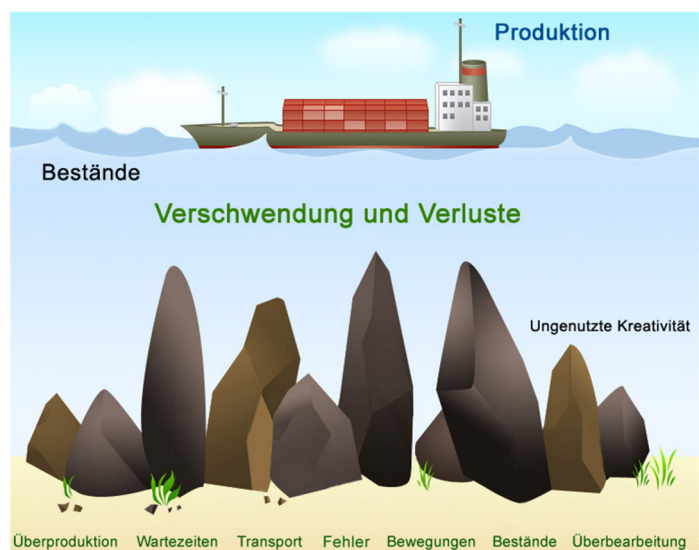 Produktion
Bestände
Verschwendung und Verluste
Ungenutzte Kreativität
Überproduktion Wartezeiten Transport Fehler Bewegungen Bestände Überbearbeitung